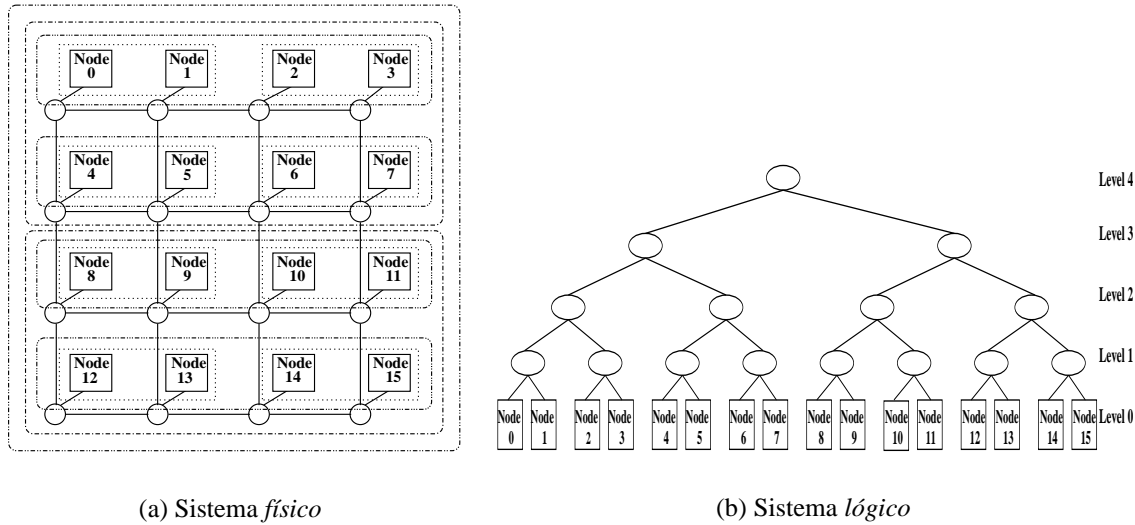 Node Node Node Node
0 1 2 3
Node Node Node Node
4 5 6 7
Node Node Node Node
8 9 10 11
Node Node Node Node
12 13 14 15
(a) Sistema físico
Level 4
Level 3
Level 2
Level 1
Node Node Node Node Node Node Node Node Node Node Node Node Node Node Node Node Level 0
0 1 2 3 4 5 6 7 8 9 10 11 12 13 14 15
(b) Sistema lógico